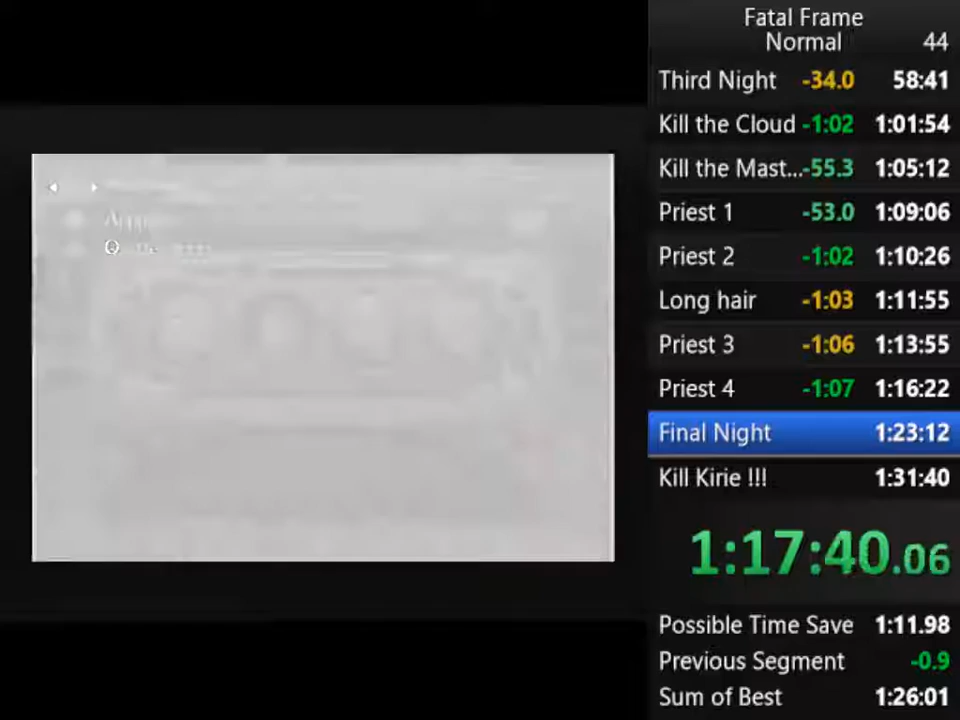 Fatal Frame
Normal 44
Third Night -34.0 58:41
Kill the Cloud -1:02 1:01:54
Kill the Mast... -55.3 1:05:12
Priest 1 -53.0 1:09:06
Priest 2 -1:02 1:10:26
Long hair -1:03 1:11:55
Priest 3 -1:06 1:13:55
Priest 4 -1:07 1:16:22
Final Night 1:23:12
Kill Kirie !!! 1:31:40
1:17:40.06
Possible Time Save 1:11.98
Previous Segment -0.9
Sum of Best 1:26:01